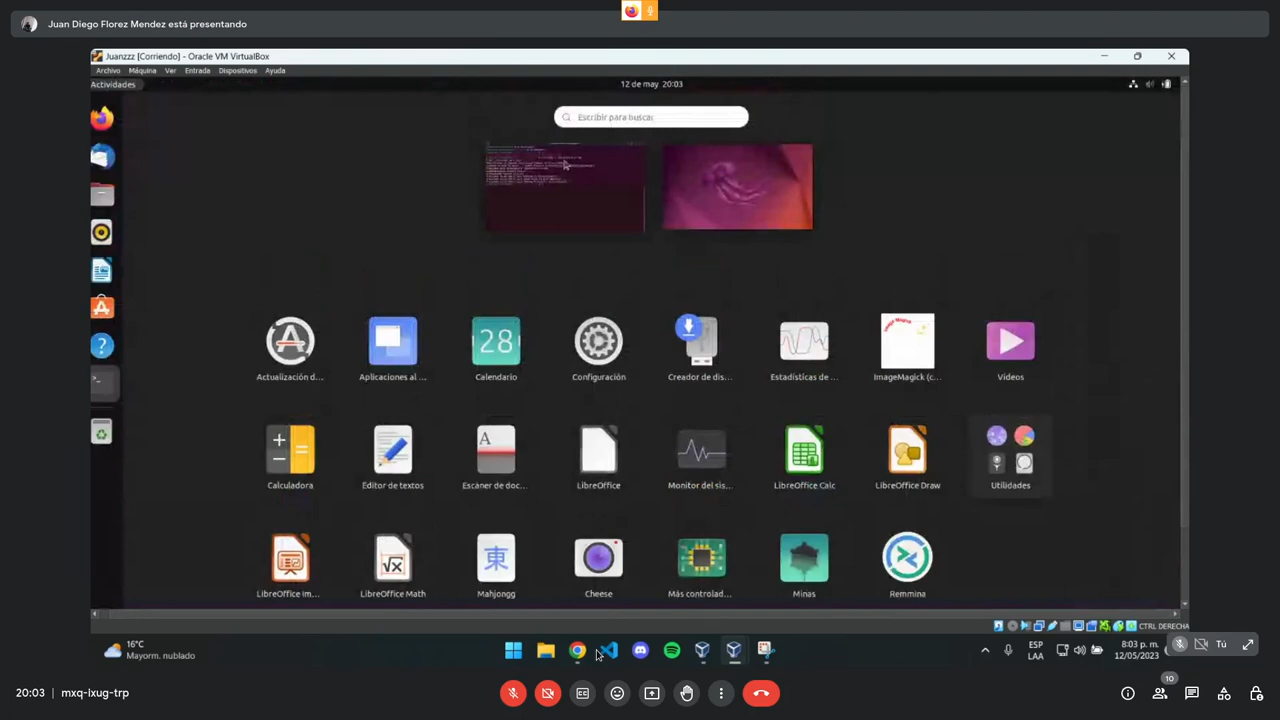 Juan Diego Florez Mendez está presentando
Juanzzz [Corriendo] - Oracle VM VirtualBox
Archivo Máquina Ver Entrada Dispositivos Ayuda
Actividades
12 de may 20:03
Escribir para buscar
28
Actualización d...
Aplicaciones al ...
Calendario
Configuración
Creador de dis...
Estadísticas de ...
ImageMagick (c...
Vídeos
Calculadora
Editor de textos
Escáner de doc...
LibreOffice
Monitor del sis...
LibreOffice Calc
LibreOffice Draw
Utilidades
東
LibreOffice Im...
LibreOffice Math
Mahjongg
Cheese
Más controlad...
Minas
Remmina
CTRL DERECHA
16°C
Mayorm. nublado
ESP
LAA
8:03 p. m.
12/05/2023
Tú
20:03 | mxq-ixug-trp
10